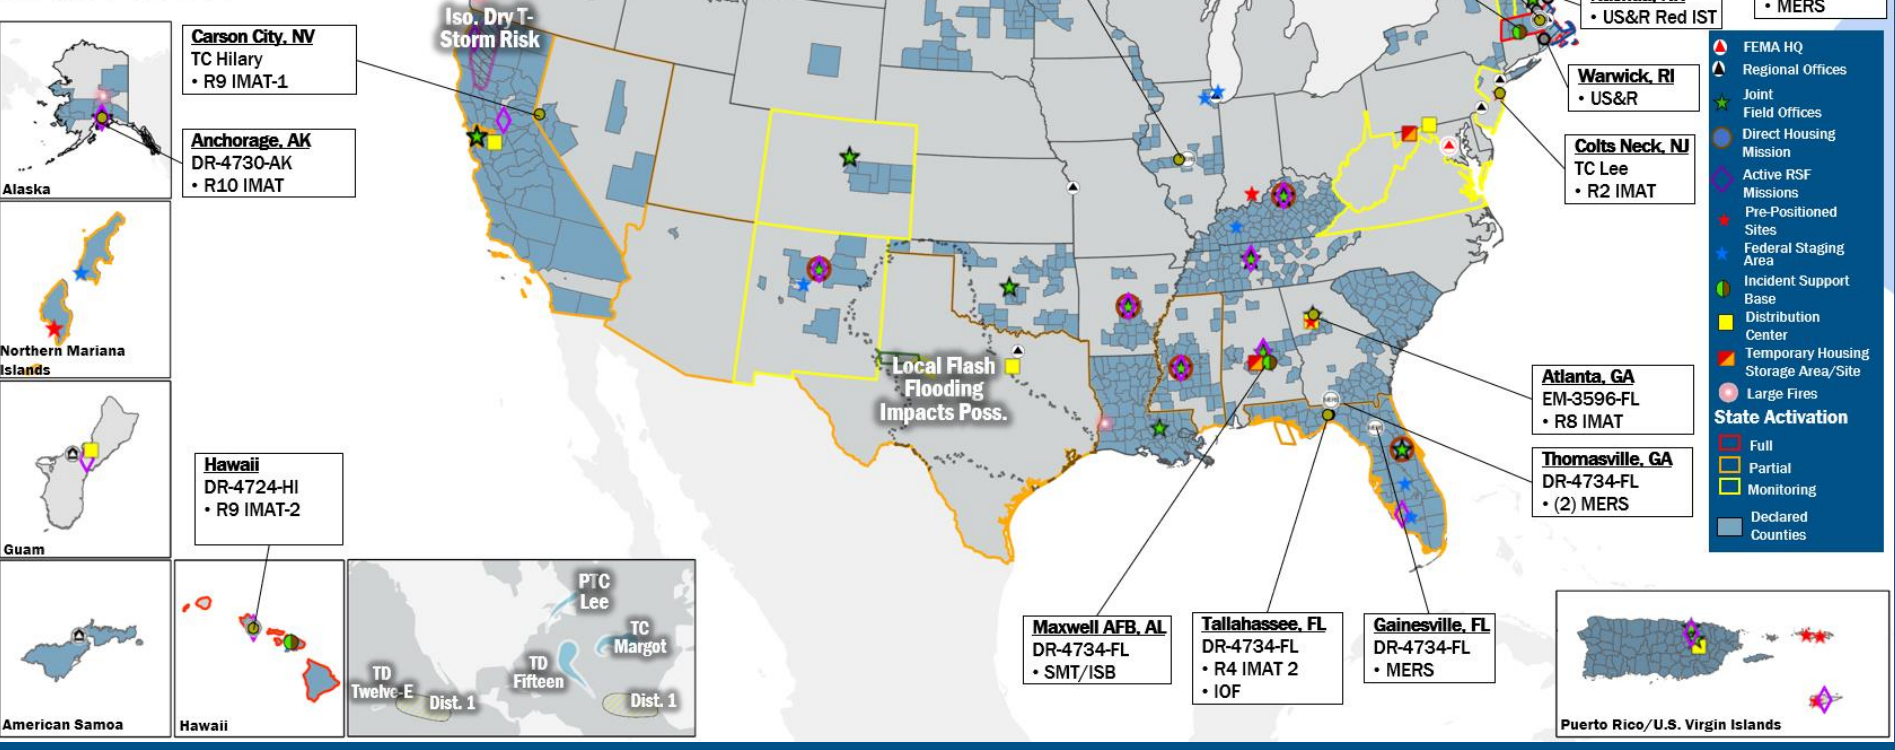 • US&R Red IST
• MERS
Iso. Dry T-
Storm Risk
Carson City, NV
TC Hilary
• R9 IMAT-1
Anchorage, AK
DR-4730-AK
• R10 IMAT
Alaska
Northern Mariana
Islands
Guam
American Samoa
Hawaii
DR-4724-HI
• R9 IMAT-2
Hawaii
PTC
Lee
TC
Margot
TD
Fifteen
TD
Twelve-E
Dist. 1
Dist. 1
Local Flash
Flooding
Impacts Poss.
Warwick, RI
• US&R
Colts Neck, NJ
TC Lee
• R2 IMAT
Atlanta, GA
EM-3596-FL
• R8 IMAT
Thomasville, GA
DR-4734-FL
• (2) MERS
Maxwell AFB, AL
DR-4734-FL
• SMT/ISB
Tallahassee, FL
DR-4734-FL
• R4 IMAT 2
• IOF
Gainesville, FL
DR-4734-FL
• MERS
Puerto Rico/U.S. Virgin Islands
FEMA HQ
Regional Offices
Joint
Field Offices
Direct Housing
Mission
Active RSF
Missions
Pre-Positioned
Sites
Federal Staging
Area
Incident Support
Base
Distribution
Center
Temporary Housing
Storage Area/Site
Large Fires
State Activation
Full
Partial
Monitoring
Declared
Counties